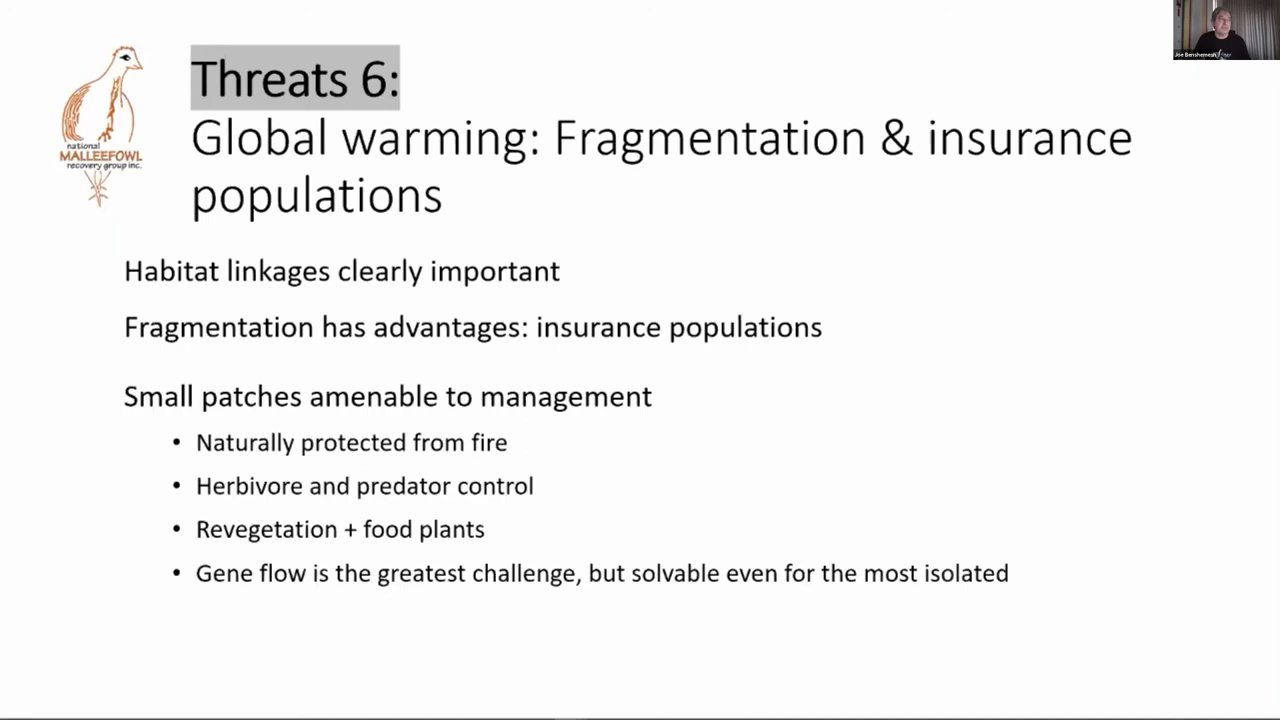 Threats 6:
Global warming: Fragmentation & insurance
populations
national
MALLEEFOWL
recovery group inc.
Joe Benshemesh
Habitat linkages clearly important
Fragmentation has advantages: insurance populations
Small patches amenable to management
• Naturally protected from fire
• Herbivore and predator control
• Revegetation + food plants
• Gene flow is the greatest challenge, but solvable even for the most isolated